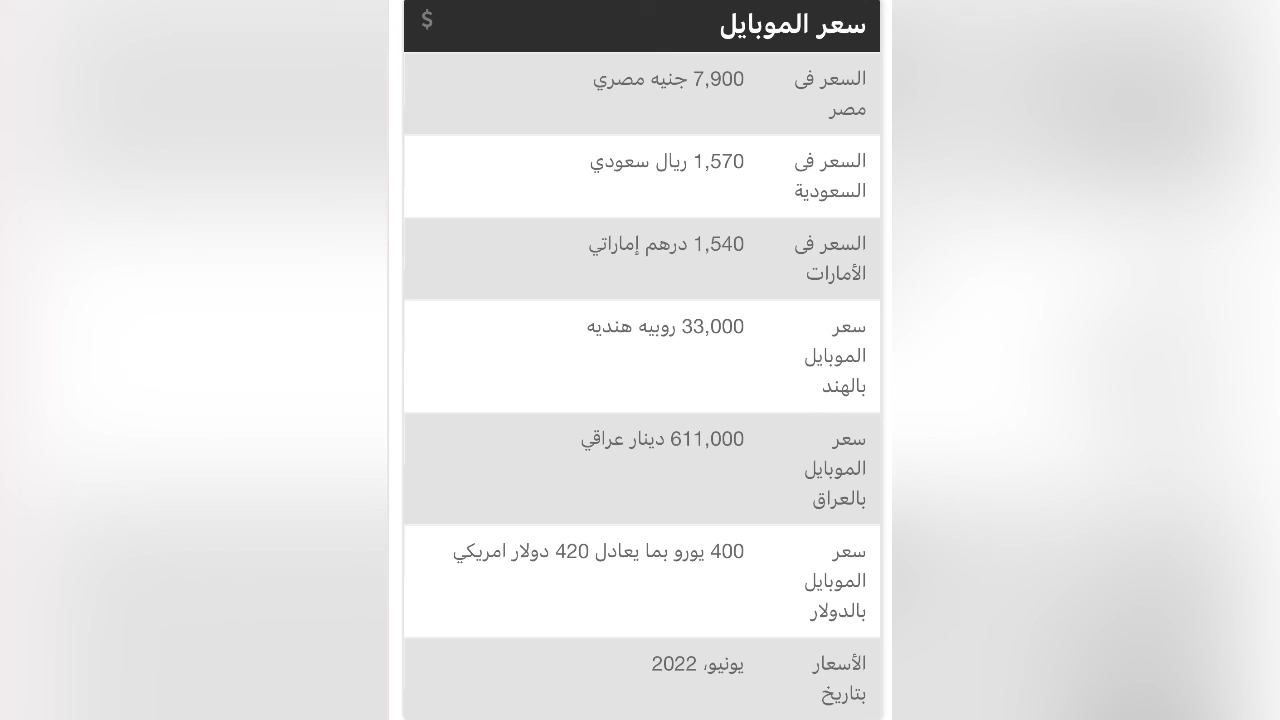 سعر الموبايل $
السعر فى 7,900 جنيه مصري
مصر
السعر فى 1,570 ريال سعودي
السعودية
السعر فى 1,540 درهم إماراتي
الأمارات
سعر 33,000 روبيه هنديه
الموبايل
بالهند
سعر 611,000 دينار عراقي
الموبايل
بالعراق
سعر 400 يورو بما يعادل 420 دولار امريكي
الموبايل
بالدولار
الأسعار يونيو، 2022
بتاريخ